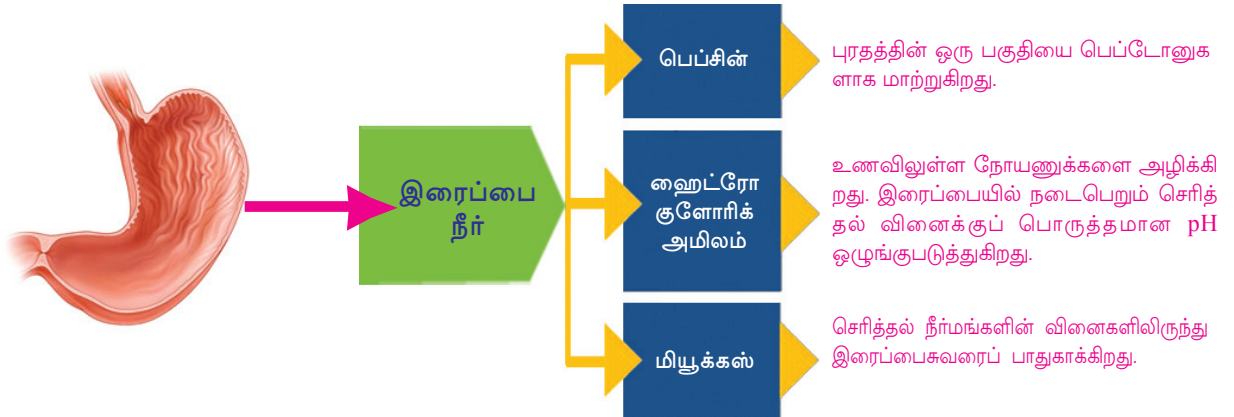 இரைப்பை
நீர்
பெப்சின்
புரதத்தின் ஒரு பகுதியை பெப்டோனுக
ளாக மாற்றுகிறது.
ஹைட்ரோ
குளோரிக்
அமிலம்
உணவிலுள்ள நோயணுக்களை அழிக்கி
றது. இரைப்பையில் நடைபெறும் செரித்
தல் வினைக்குப் பொருத்தமான pH
ஒழுங்குபடுத்துகிறது.
மியூக்கஸ்
செரித்தல் நீர்மங்களின் வினைகளிலிருந்து
இரைப்பைசுவரைப் பாதுகாக்கிறது.